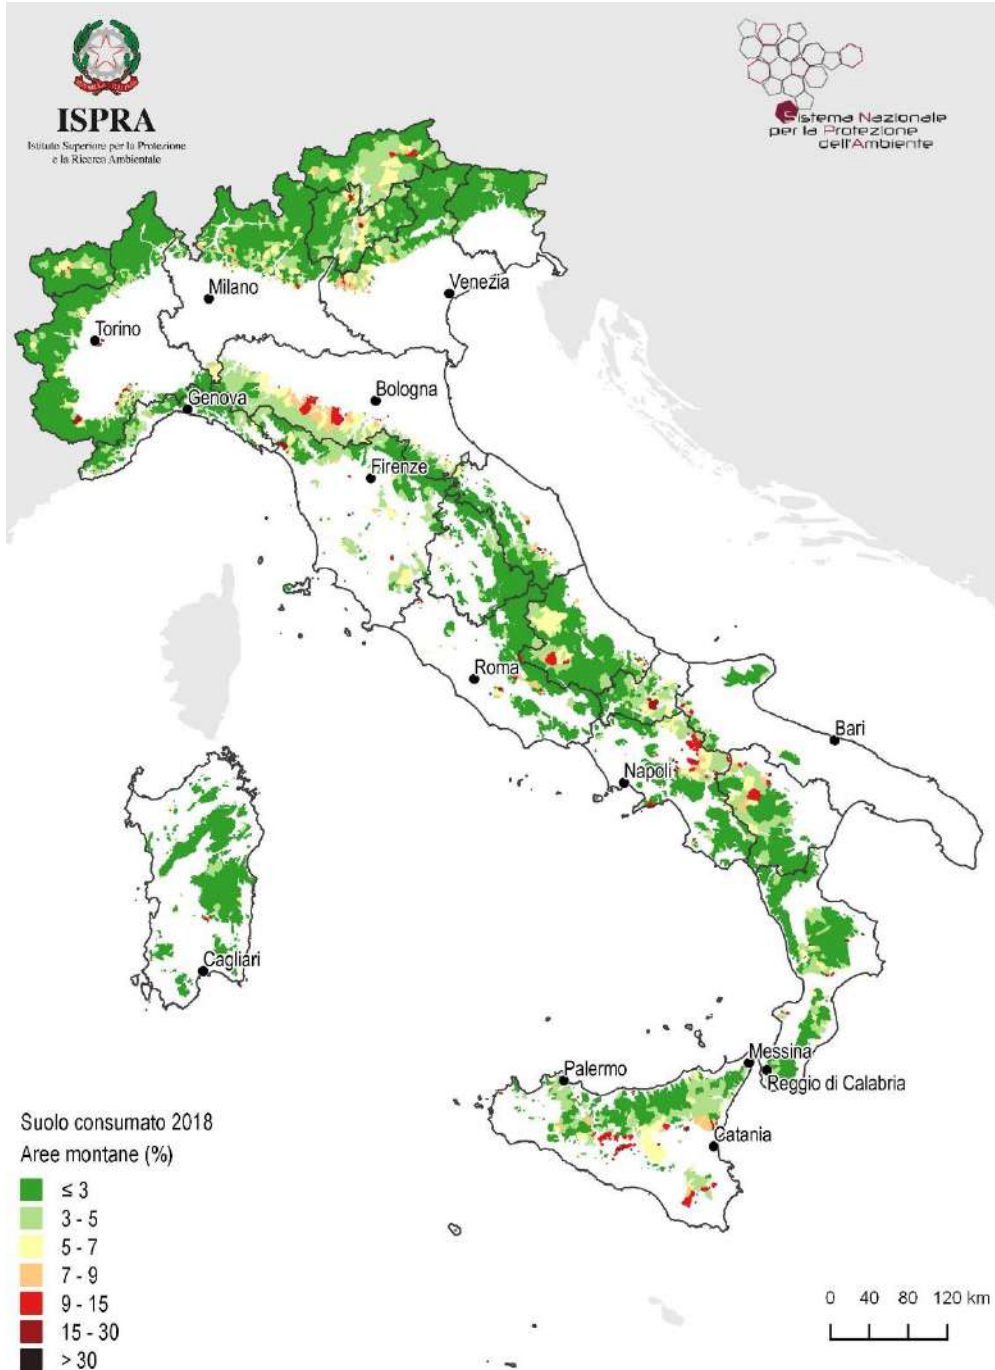 ISPRA
Istituto Superiore per la Protezione
e la Ricerca Ambientale
Sistema Nazionale
per la Protezione
dell'Ambiente
Milano
Venezia
Torino
Bologna
Genova
Firenze
Roma
Bari
Napoli
Cagliari
Messina
Palermo
Reggio di Calabria
Catania
Suolo consumato 2018
Aree montane (%)
≤ 3
3 - 5
5 - 7
7 - 9
9 - 15
15 - 30
> 30
0 40 80 120 km